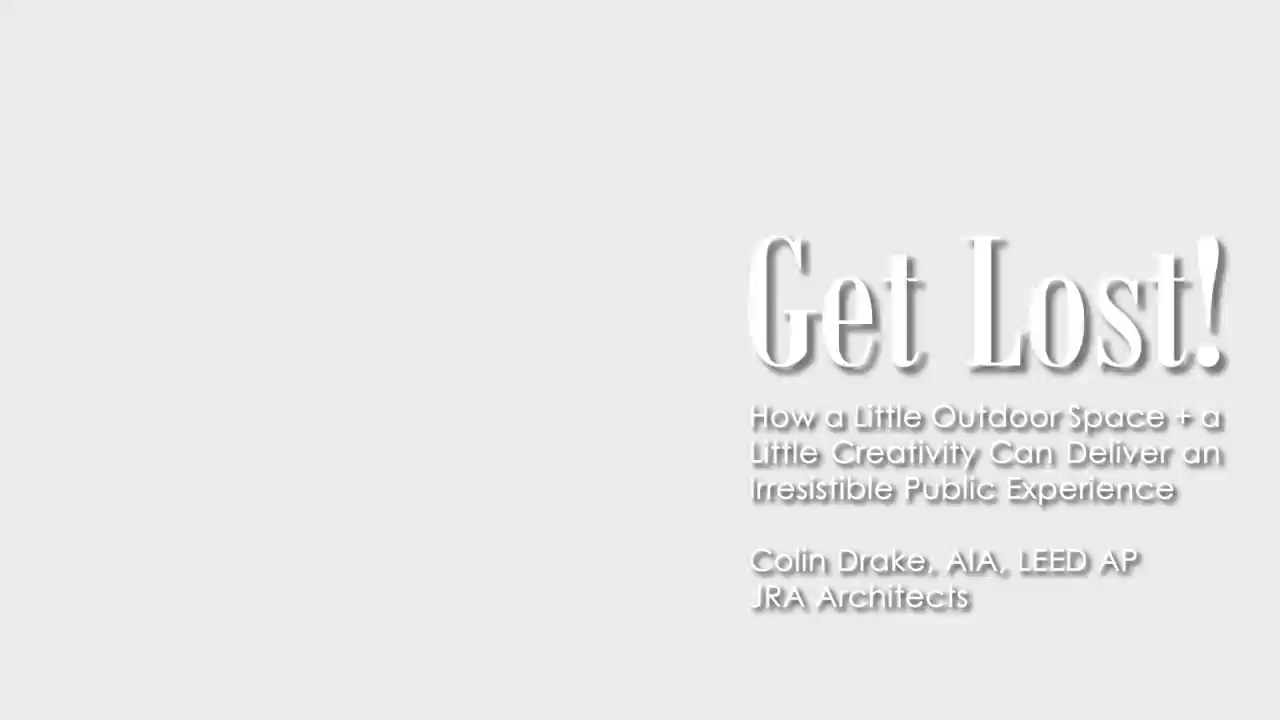 Get Lost!
How a Little Outdoor Space + a
Little Creativity Can Deliver an
Irresistible Public Experience
Colin Drake, AIA, LEED AP
JRA Architects